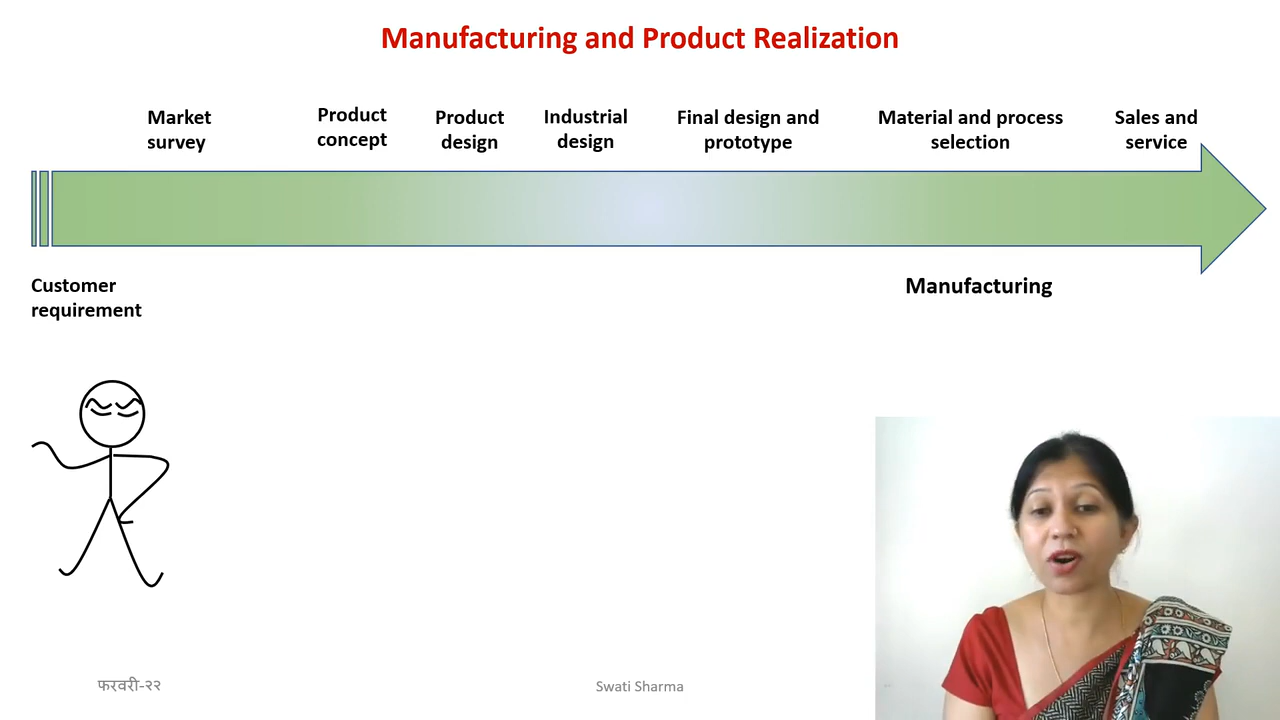 Manufacturing and Product Realization
Market
survey
Product
concept
Product
design
Industrial
design
Final design and
prototype
Material and process
selection
Sales and
service
Customer
requirement
Manufacturing
फरवरी-२२
Swati Sharma